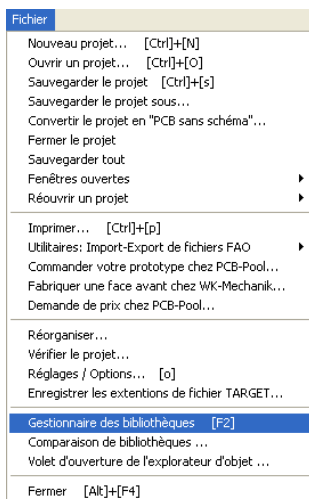 Fichier
Nouveau projet... [Ctrl]+[N]
Ouvrir un projet... [Ctrl]+[O]
Sauvegarder le projet [Ctrl]+[s]
Sauvegarder le projet sous...
Convertir le projet en "PCB sans schéma"...
Fermer le projet
Sauvegarder tout
Fenêtres ouvertes
Réouvrir un projet
Imprimer... [Ctrl]+[p]
Utilitaires: Import-Export de fichiers FAO
Commander votre prototype chez PCB-Pool...
Fabriquer une face avant chez WK-Mechanik...
Demande de prix chez PCB-Pool...
Réorganiser...
Vérifier le projet...
Réglages / Options... [o]
Enregistrer les extentions de fichier TARGET...
Gestionnaire des bibliothèques [F2]
Comparaison de bibliothèques ...
Volet d'ouverture de l'explorateur d'objet ...
Fermer [Alt]+[F4]